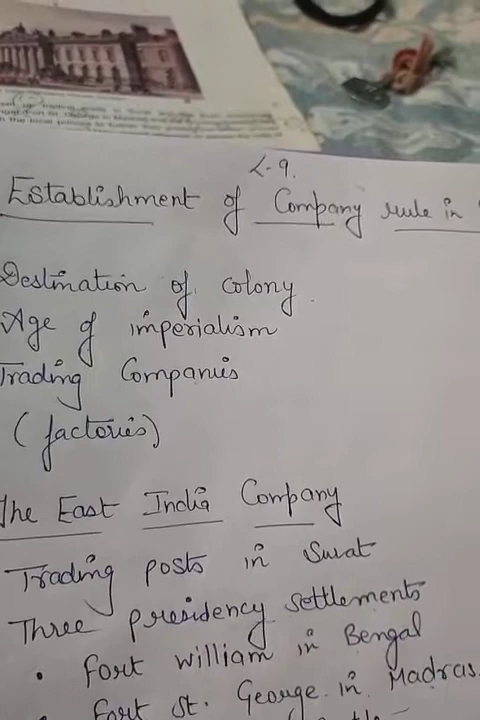 L-9.
Establishment of Company rule in
Destination of colony.
Age of imperialism
Trading Companies
(factories)
The East India Company
Trading posts in Surat
Three presidency settlements
• Fort William in Bengal
• Fort St. George in Madras.